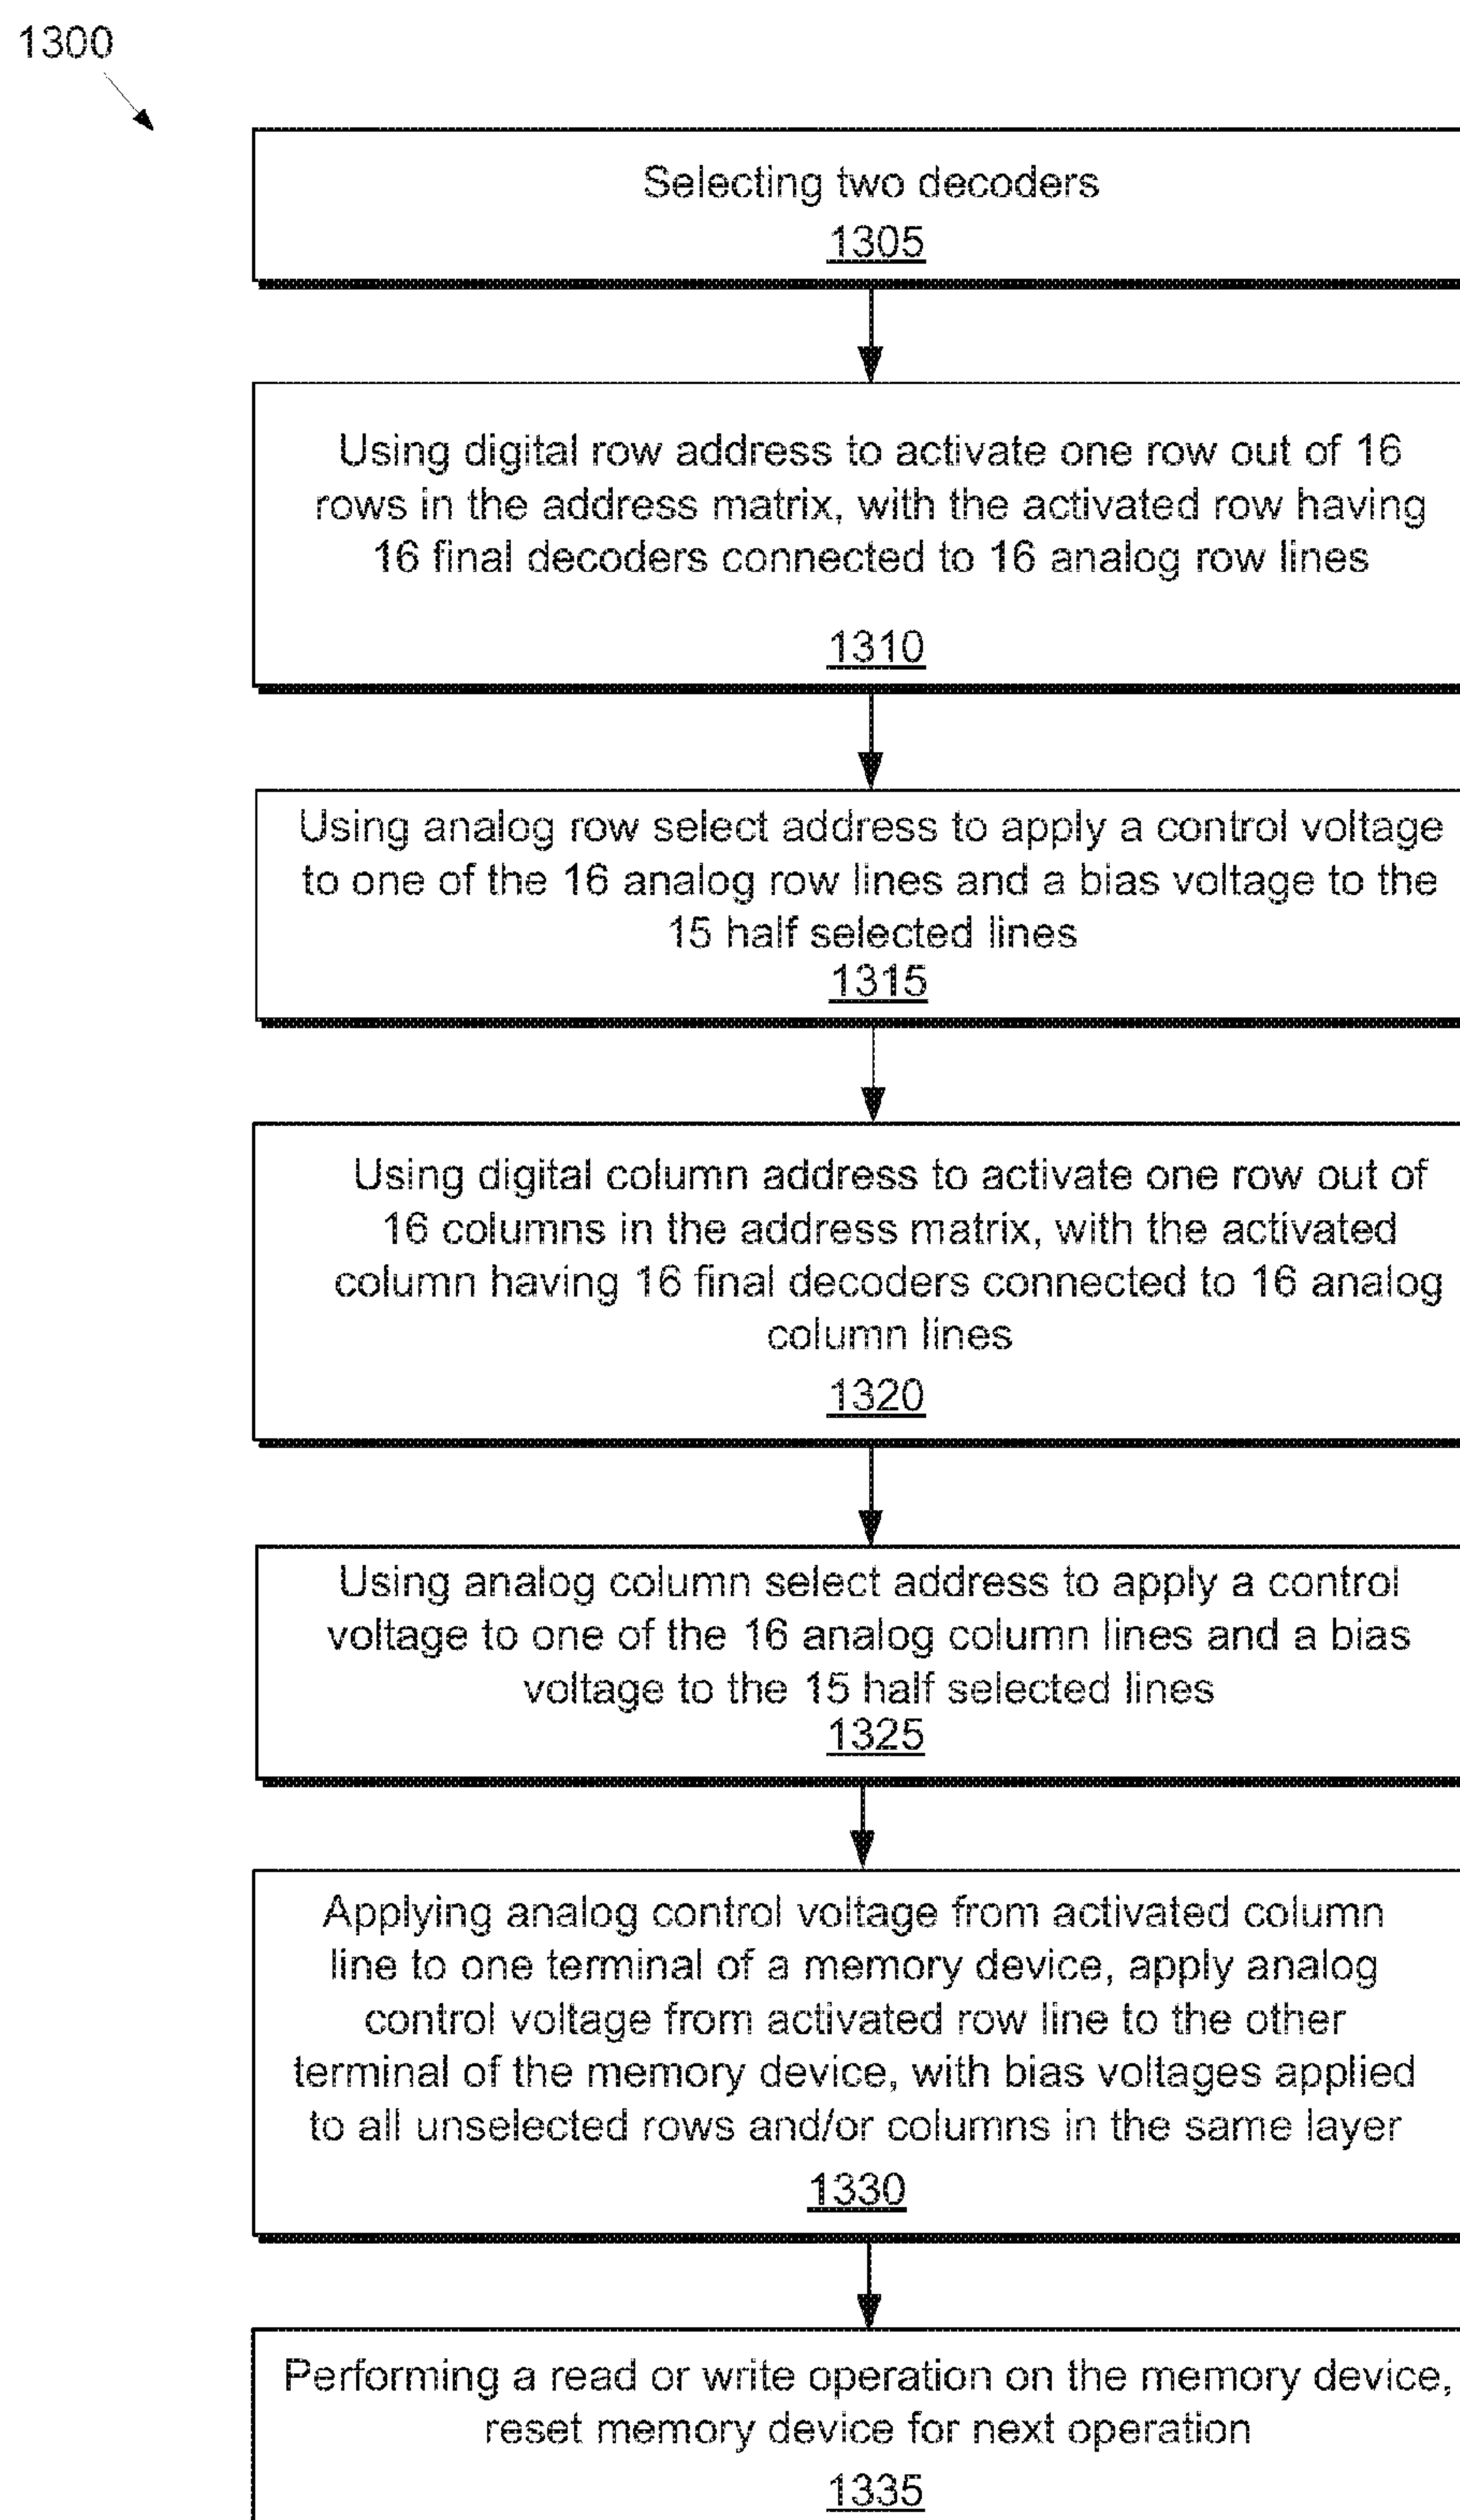 1300
Selecting two decoders
1305
Using digital row address to activate one row out of 16
rows in the address matrix, with the activated row having
16 final decoders connected to 16 analog row lines
1310
Using analog row select address to apply a control voltage
to one of the 16 analog row lines and a bias voltage to the
15 half selected lines
1315
Using digital column address to activate one row out of
16 columns in the address matrix, with the activated
column having 16 final decoders connected to 16 analog
column lines
1320
Using analog column select address to apply a control
voltage to one of the 16 analog column lines and a bias
voltage to the 15 half selected lines
1325
Applying analog control voltage from activated column
line to one terminal of a memory device, apply analog
control voltage from activated row line to the other
terminal of the memory device, with bias voltages applied
to all unselected rows and/or columns in the same layer
1330
Performing a read or write operation on the memory device,
reset memory device for next operation
1335